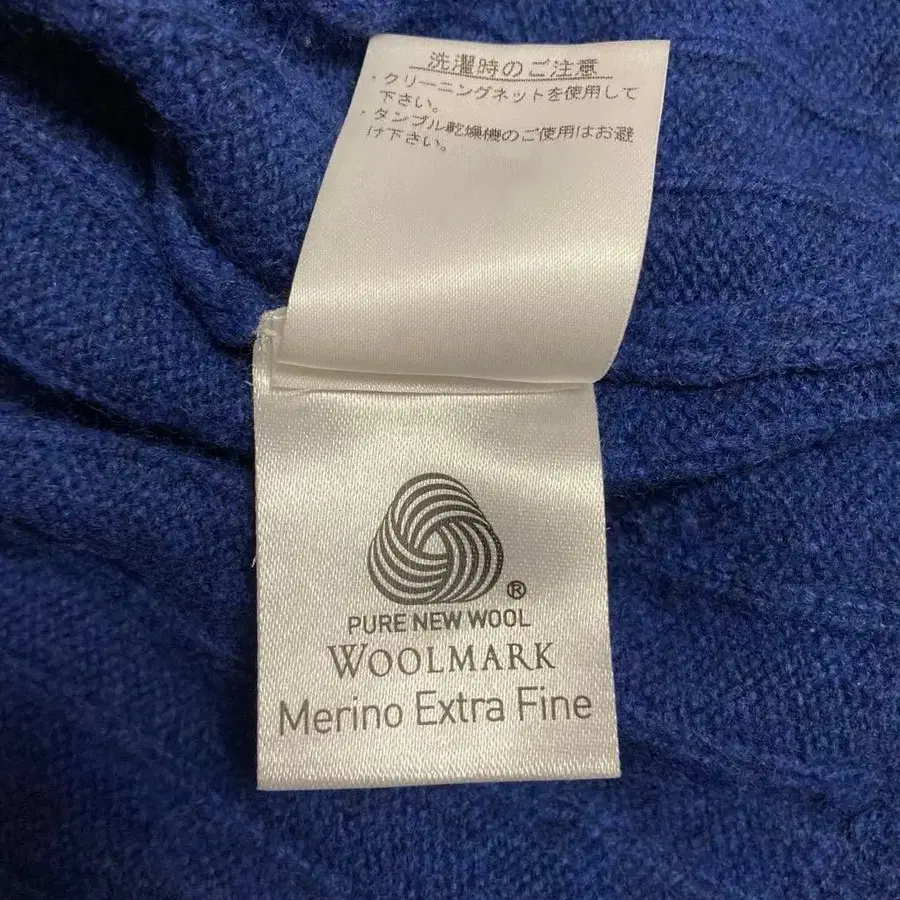 洗濯時のご注意
・クリーニングネットを使用して
下さい。
・タンブル乾燥機のご使用はお避
け下さい。
®
PURE NEW WOOL
WOOLMARK
Merino Extra Fine